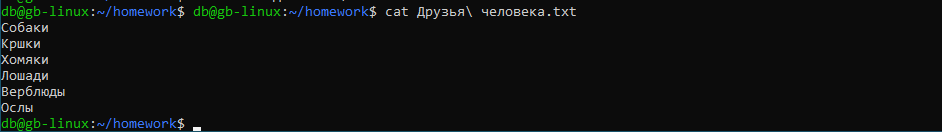 db@gb-linux:~/homework$ db@gb-linux:~/homework$ cat Друзья\ человека.txt
Собаки
Кршки
Хомяки
Лошади
Верблюды
Ослы
db@gb-linux:~/homework$